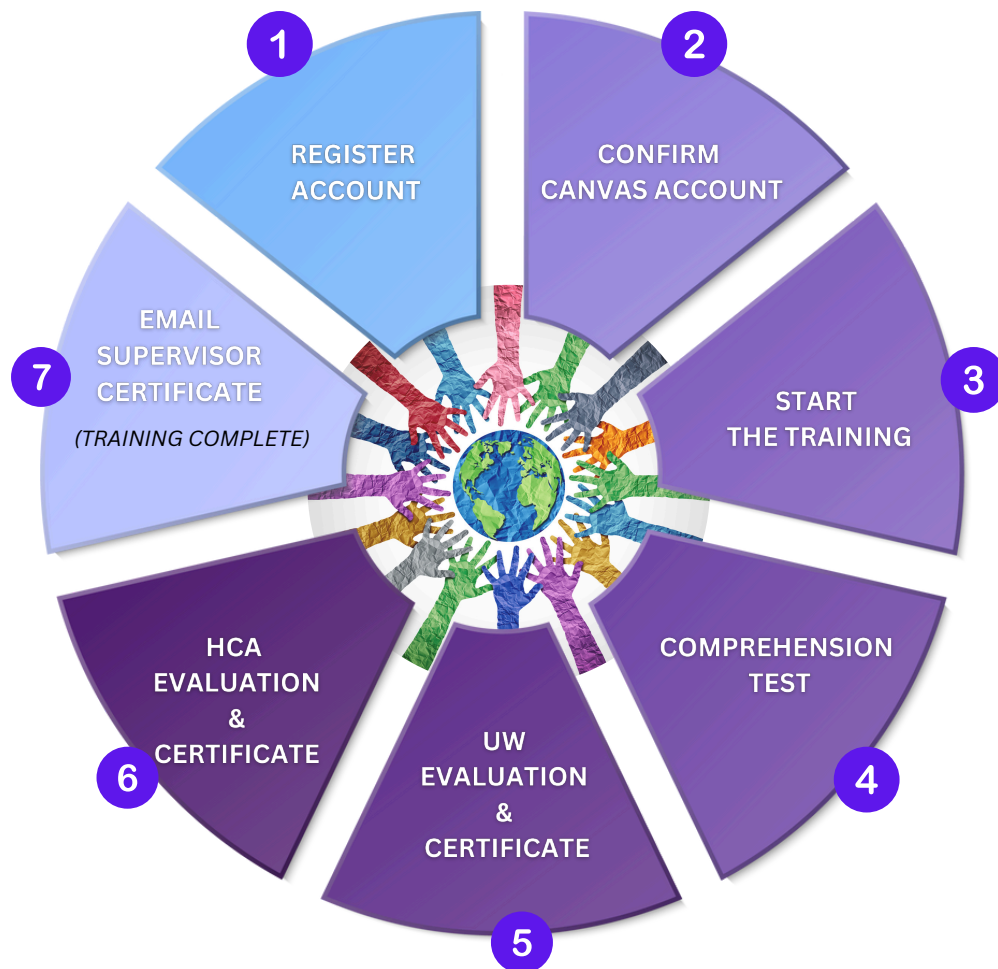 1
REGISTER
ACCOUNT
2
CONFIRM
CANVAS ACCOUNT
3
START
THE TRAINING
4
COMPREHENSION
TEST
5
UW
EVALUATION
&
CERTIFICATE
6
HCA
EVALUATION
&
CERTIFICATE
7
EMAIL
SUPERVISOR
CERTIFICATE
(TRAINING COMPLETE)